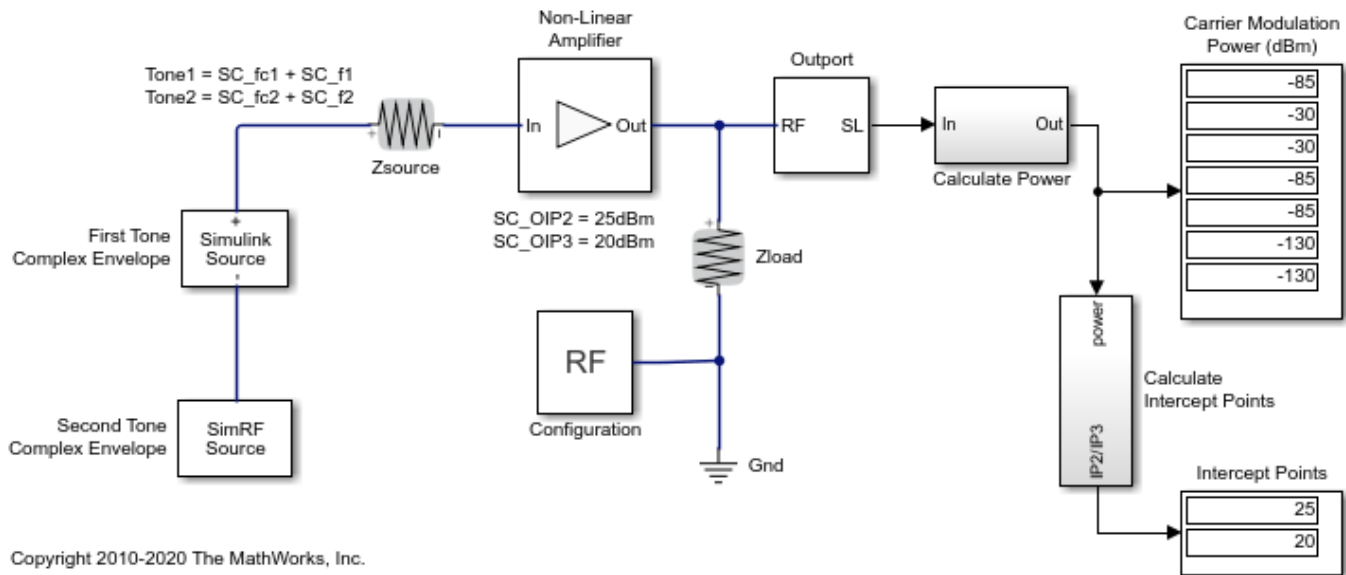 Non-Linear
Amplifier
Carrier Modulation
Power (dBm)
Tone1 = SC_fc1 + SC_f1
Tone2 = SC_fc2 + SC_f2
Outport
-85
-30
-30
-85
-85
-130
-130
+
Zsource
In
Out
RF
SL
In
Out
Calculate Power
SC_OIP2 = 25dBm
SC_OIP3 = 20dBm
First Tone
Complex Envelope
+
Simulink
Source
-
+
Zload
-
power
IP2/IP3
Calculate
Intercept Points
RF
Configuration
Second Tone
Complex Envelope
SimRF
Source
Gnd
Intercept Points
25
20
Copyright 2010-2020 The MathWorks, Inc.